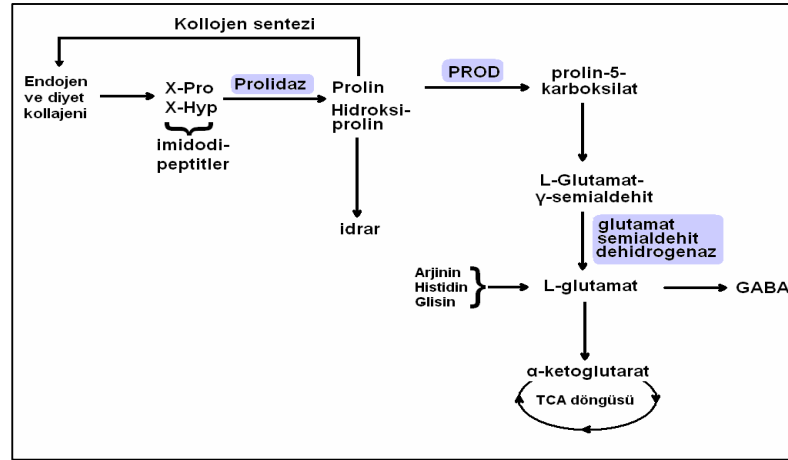 Kollojen sentezi
Endojen
ve diyet
kollajeni
X-Pro
X-Hyp
imidodi-
peptitler
Prolidaz
Prolin
Hidroksi-
prolin
idrar
PROD
prolin-5-
karboksilat
L-Glutamat-
γ-semialdehit
glutamat
semialdehit
dehidrogenaz
Arjinin
Histidin
Glisin
L-glutamat
GABA
α-ketoglutarat
TCA döngüsü